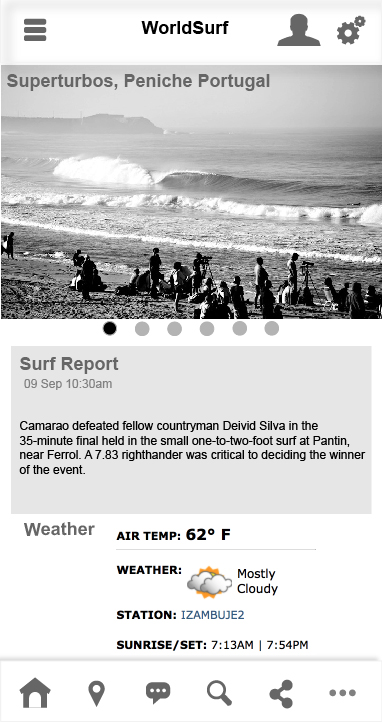 WorldSurf
Superturbos, Peniche Portugal
Surf Report
09 Sep 10:30am
Camarao defeated fellow countryman Deivid Silva in the
35-minute final held in the small one-to-two-foot surf at Pantin,
near Ferrol. A 7.83 righthander was critical to deciding the winner
of the event.
Weather
AIR TEMP: 62° F
WEATHER: Mostly
Cloudy
STATION: IZAMBUJE2
SUNRISE/SET: 7:13AM | 7:54PM